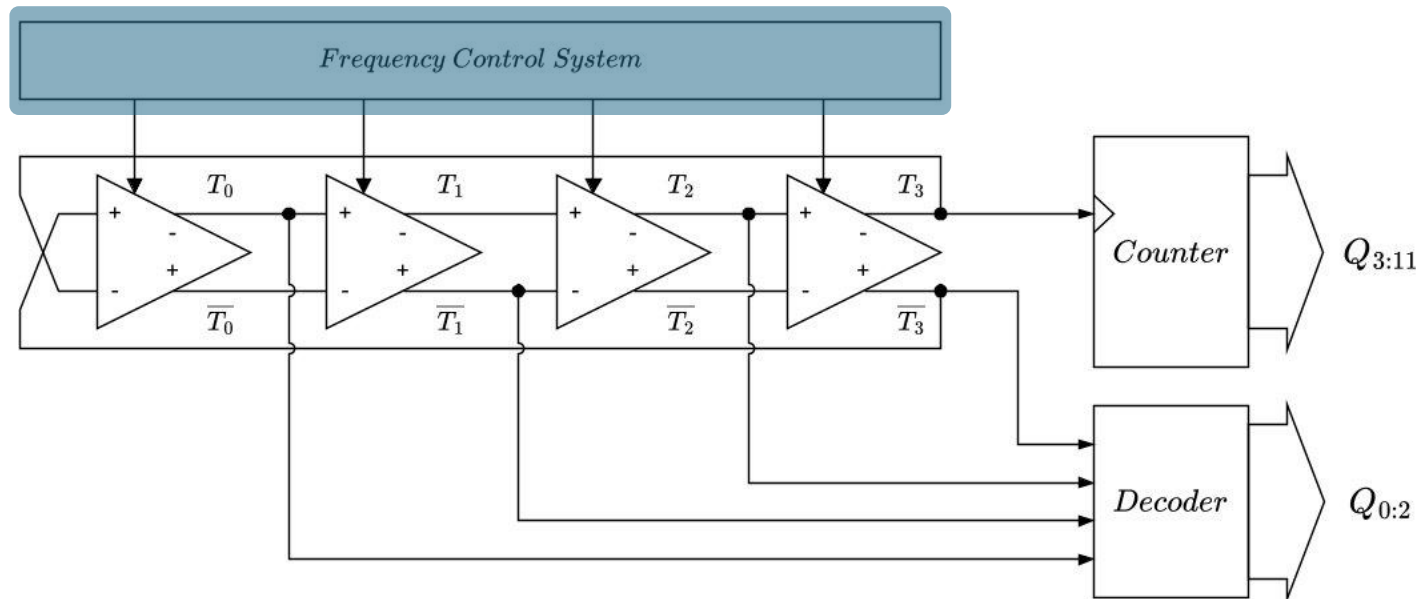 Frequency Control System
T₀ T₁ T₂ T₃
+ + + +
- - - -
+ + + +
- - - -
T̅₀ T̅₁ T̅₂ T̅₃
Counter
Q₃:₁₁
Decoder
Q₀:₂